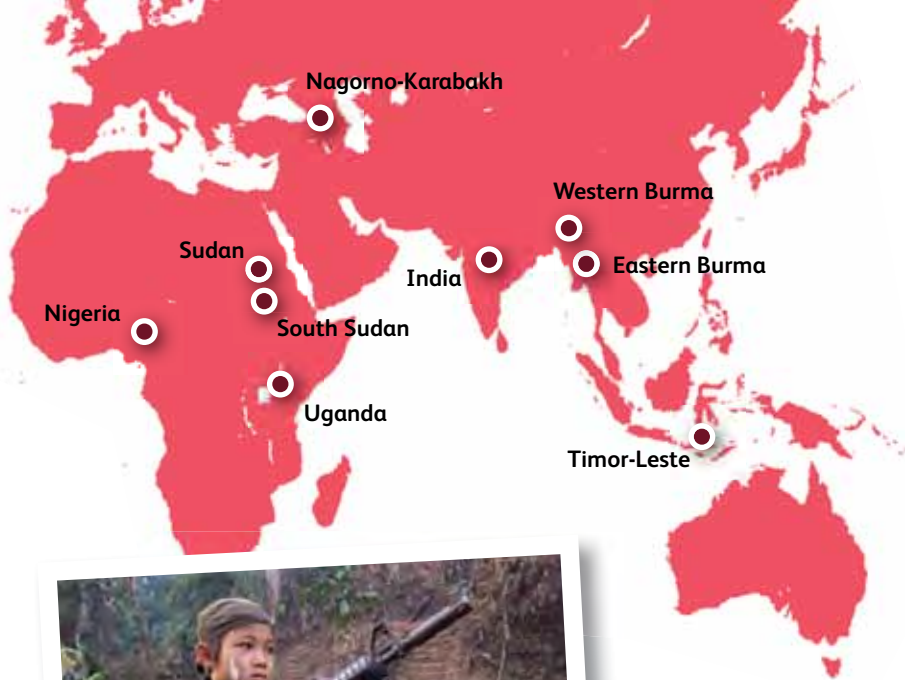 Nagorno-Karabakh
Western Burma
Sudan
India
Eastern Burma
Nigeria
South Sudan
Uganda
Timor-Leste